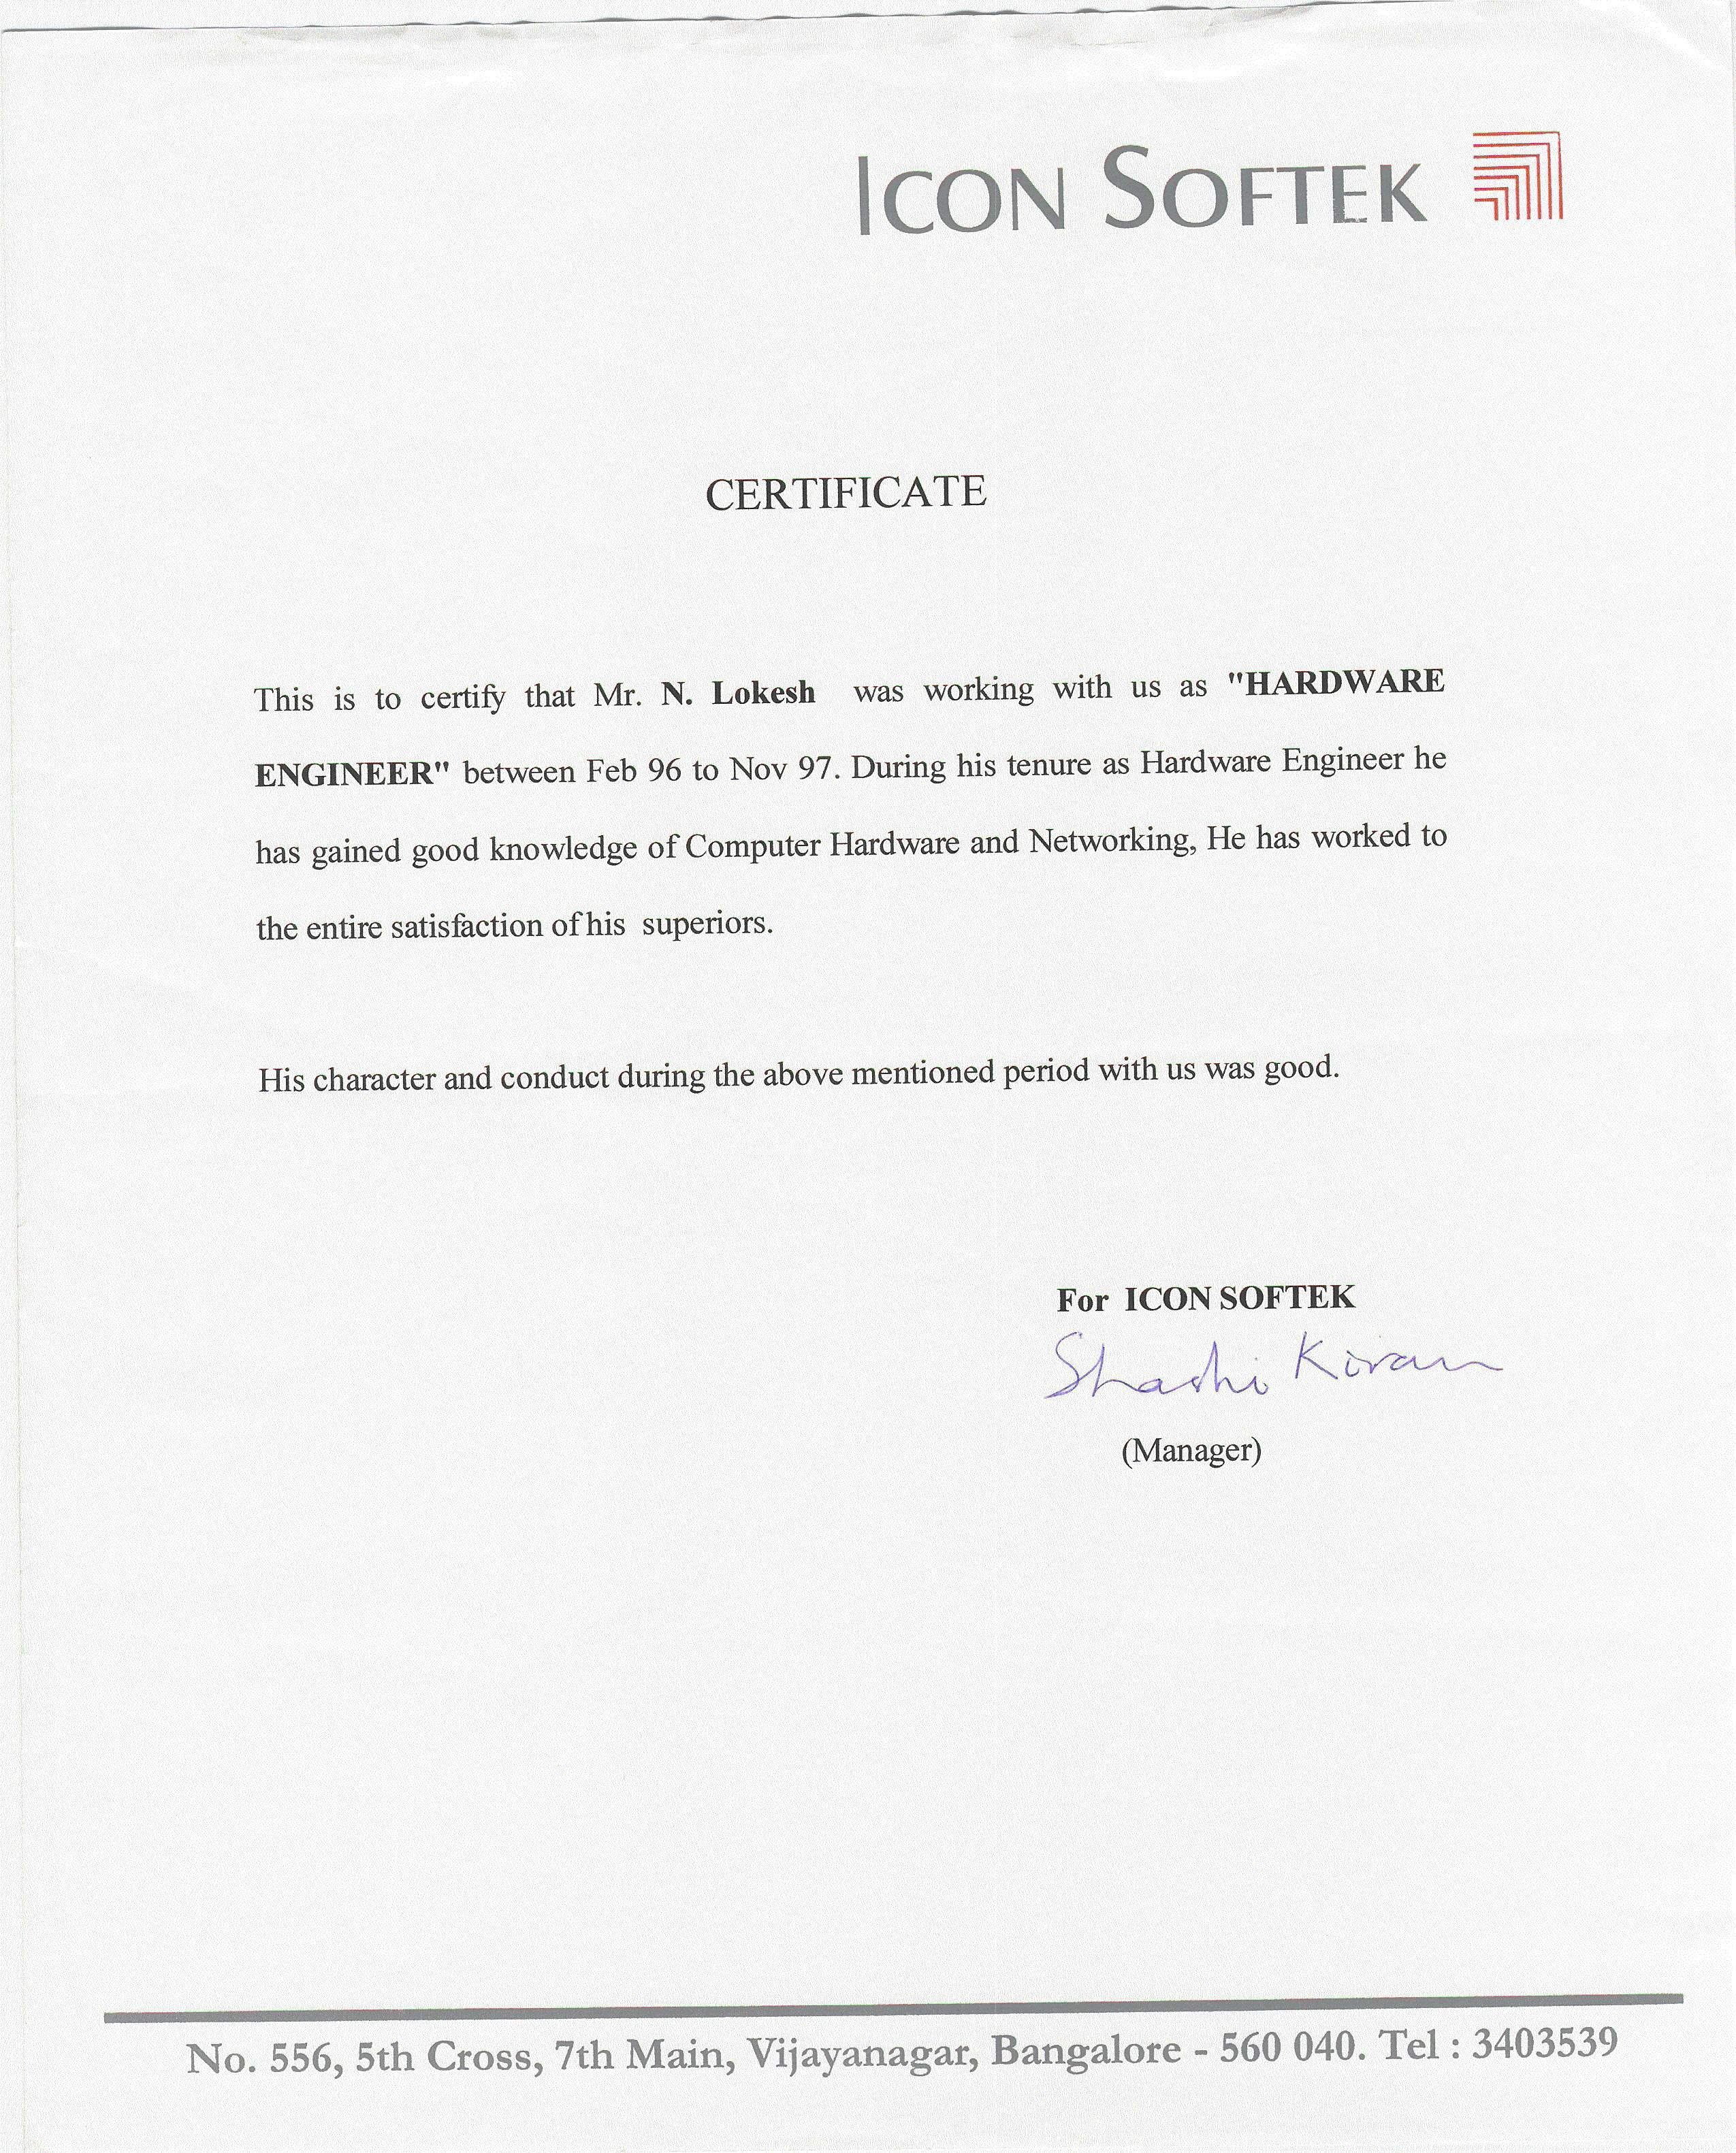 ICON SOFTEK
CERTIFICATE
This is to certify that Mr. N. Lokesh was working with us as "HARDWARE
ENGINEER" between Feb 96 to Nov 97. During his tenure as Hardware Engineer he
has gained good knowledge of Computer Hardware and Networking, He has worked to
the entire satisfaction of his superiors.
His character and conduct during the above mentioned period with us was good.
For ICON SOFTEK
Shashi Kiran
(Manager)
No. 556, 5th Cross, 7th Main, Vijayanagar, Bangalore - 560 040. Tel : 3403539